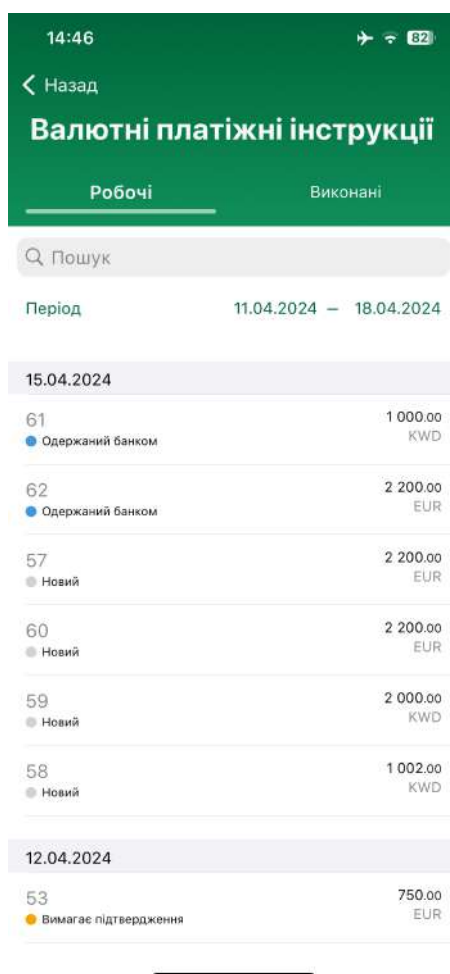 14:46 82
Назад
Валютні платіжні інструкції
Робочі Виконані
Пошук
Період 11.04.2024 – 18.04.2024
15.04.2024
61 1 000.00
Одержаний банком KWD
62 2 200.00
Одержаний банком EUR
57 2 200.00
Новий EUR
60 2 200.00
Новий EUR
59 2 000.00
Новий KWD
58 1 002.00
Новий KWD
12.04.2024
53 750.00
Вимагає підтвердження EUR